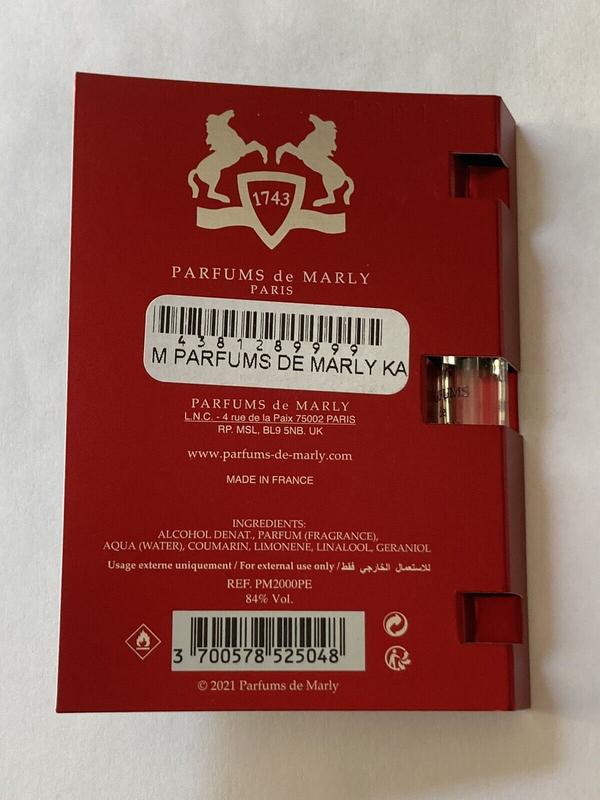 1743
PARFUMS de MARLY
PARIS
4381289999
M PARFUMS DE MARLY KA
PARFUMS de MARLY
L.N.C. - 4 rue de la Paix 75002 PARIS
RP. MSL, BL9 5NB. UK
www.parfums-de-marly.com
MADE IN FRANCE
INGREDIENTS:
ALCOHOL DENAT., PARFUM (FRAGRANCE),
AQUA (WATER), COUMARIN, LIMONENE, LINALOOL, GERANIOL
Usage externe uniquement / For external use only / للاستعمال الخارجي فقط
REF. PM2000PE
84% Vol.
3 700578 525048
© 2021 Parfums de Marly